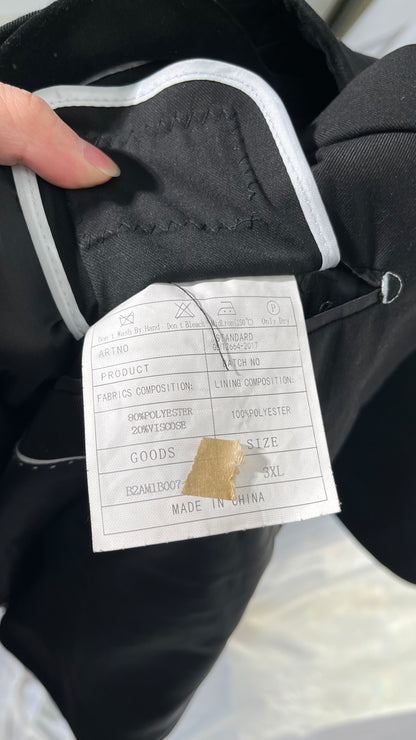 Don't Wash By Hand Don't Bleach Only Dry
ARTNO STANDARD
PRODUCT BATCH NO
FABRICS COMPOSITION: LINING COMPOSITION:
80%POLYESTER 100%POLYESTER
20%VISCOSE
GOODS SIZE
B2AM1B007 3XL
MADE IN CHINA